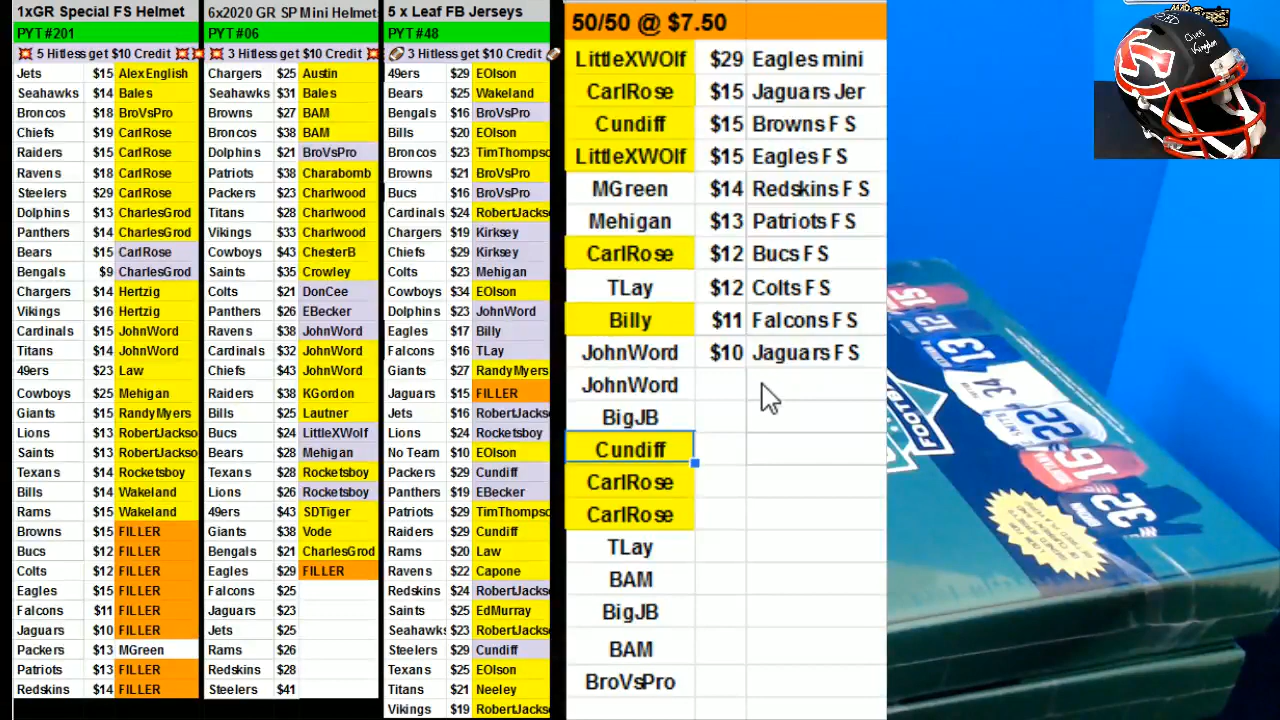 1xGR Special FS Helmet
PYT #201
5 Hitless get $10 Credit
Jets $15 AlexEnglish
Seahawks $14 Bales
Broncos $18 BroVsPro
Chiefs $19 CarlRose
Raiders $15 CarlRose
Ravens $18 CarlRose
Steelers $29 CarlRose
Dolphins $13 CharlesGrod
Panthers $14 CharlesGrod
Bears $15 CarlRose
Bengals $9 CharlesGrod
Chargers $14 Hertzig
Vikings $16 Hertzig
Cardinals $15 JohnWord
Titans $14 JohnWord
49ers $23 Law
Cowboys $25 Mehigan
Giants $15 RandyMyers
Lions $13 RobertJackso
Saints $13 RobertJackso
Texans $14 Rocketsboy
Bills $14 Wakeland
Rams $15 Wakeland
Browns $15 FILLER
Bucs $12 FILLER
Colts $12 FILLER
Eagles $15 FILLER
Falcons $11 FILLER
Jaguars $10 FILLER
Packers $13 MGreen
Patriots $13 FILLER
Redskins $14 FILLER
6x2020 GR SP Mini Helmet
PYT #06
3 Hitless get $10 Credit
Chargers $25 Austin
Seahawks $31 Bales
Browns $27 BAM
Broncos $38 BAM
Dolphins $21 BroVsPro
Patriots $38 Charabomb
Packers $23 Charlwood
Titans $28 Charlwood
Vikings $33 Charlwood
Cowboys $43 ChesterB
Saints $35 Crowley
Colts $21 DonCee
Panthers $26 EBecker
Ravens $38 JohnWord
Cardinals $32 JohnWord
Chiefs $43 JohnWord
Raiders $38 KGordon
Bills $25 Lautner
Bucs $24 LittleXWolf
Bears $28 Mehigan
Texans $28 Rocketsboy
Lions $26 Rocketsboy
49ers $43 SDTiger
Giants $38 Vode
Bengals $21 CharlesGrod
Eagles $29 FILLER
Falcons $25
Jaguars $23
Jets $25
Rams $26
Redskins $28
Steelers $41
5 x Leaf FB Jerseys
PYT #48
3 Hitless get $10 Credit
49ers $29 EOlson
Bears $25 Wakeland
Bengals $16 BroVsPro
Bills $20 EOlson
Broncos $23 TimThompso
Browns $21 BroVsPro
Bucs $16 BroVsPro
Cardinals $24 RobertJackso
Chargers $19 Kirksey
Chiefs $29 Kirksey
Colts $23 Mehigan
Cowboys $34 EOlson
Dolphins $23 JohnWord
Eagles $17 Billy
Falcons $16 TLay
Giants $27 RandyMyers
Jaguars $15 FILLER
Jets $16 RobertJackso
Lions $14 Rocketsboy
No Team $10 EOlson
Packers $29 Cundiff
Panthers $19 EBecker
Patriots $29 TimThompso
Raiders $29 Cundiff
Rams $20 Law
Ravens $22 Capone
Redskins $24 RobertJackso
Saints $25 EdMurray
Seahawks $23 RobertJackso
Steelers $29 Cundiff
Texans $25 EOlson
Titans $21 Neeley
Vikings $19 RobertJackso
50/50 @ $7.50
LittleXWOlf $29 Eagles mini
CarlRose $15 Jaguars Jer
Cundiff $15 Browns F S
LittleXWOlf $15 Eagles F S
MGreen $14 Redskins F S
Mehigan $13 Patriots F S
CarlRose $12 Bucs F S
TLay $12 Colts F S
Billy $11 Falcons F S
JohnWord $10 Jaguars F S
JohnWord
BigJB
Cundiff
CarlRose
CarlRose
TLay
BAM
BigJB
BAM
BroVsPro
15
12
13
34
E. SMITH
22
16
32